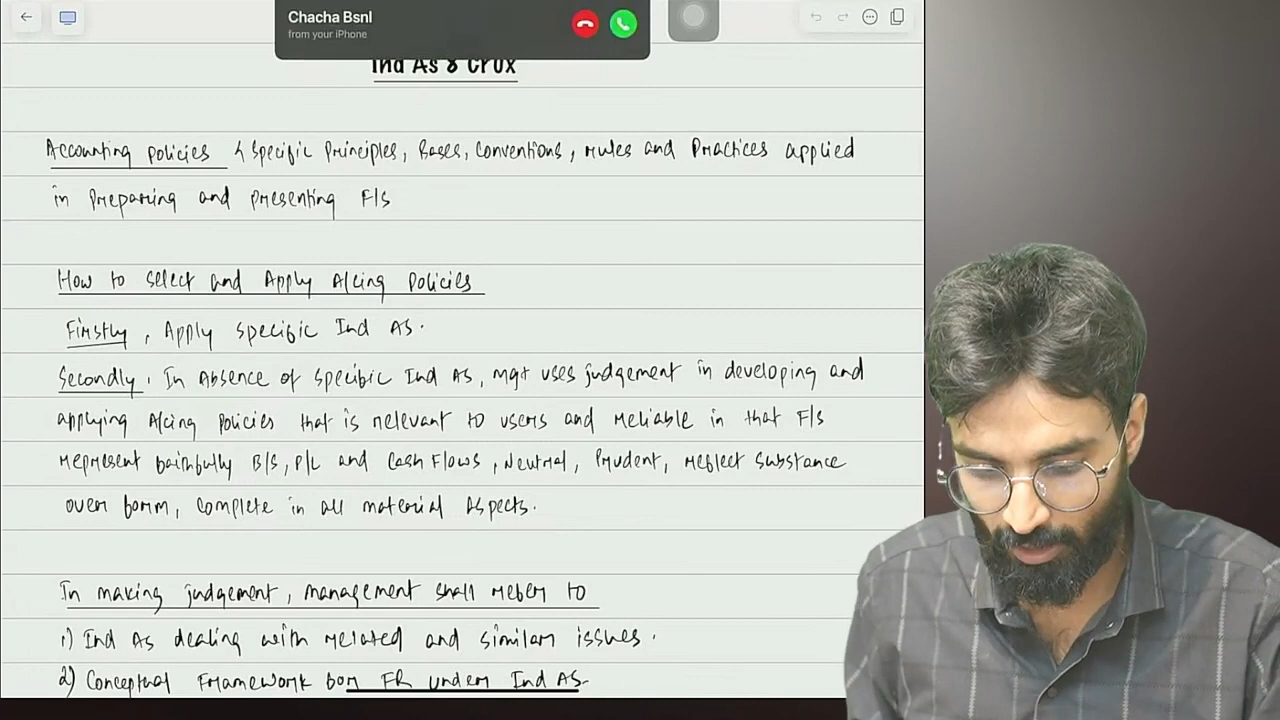 Chacha Bsnl
from your iPhone
Ind As 8 Crux
Accounting policies Specific Principles, Bases, Conventions, rules and Practices applied
in Preparing and presenting F/S
How to select and Apply A/cing Policies
Firstly, Apply specific Ind AS.
Secondly. In Absence of specific Ind AS, mgt uses judgement in developing and
applying A/cing policies that is relevant to users and reliable in that F/S
represent faithfully B/S, P/L and Cash Flows, Neutral, Prudent, reflect substance
over form, complete in all material Aspects.
In making judgement, management shall refer to
1) Ind As dealing with related and similar issues.
2) Conceptual Framework for FR under Ind AS